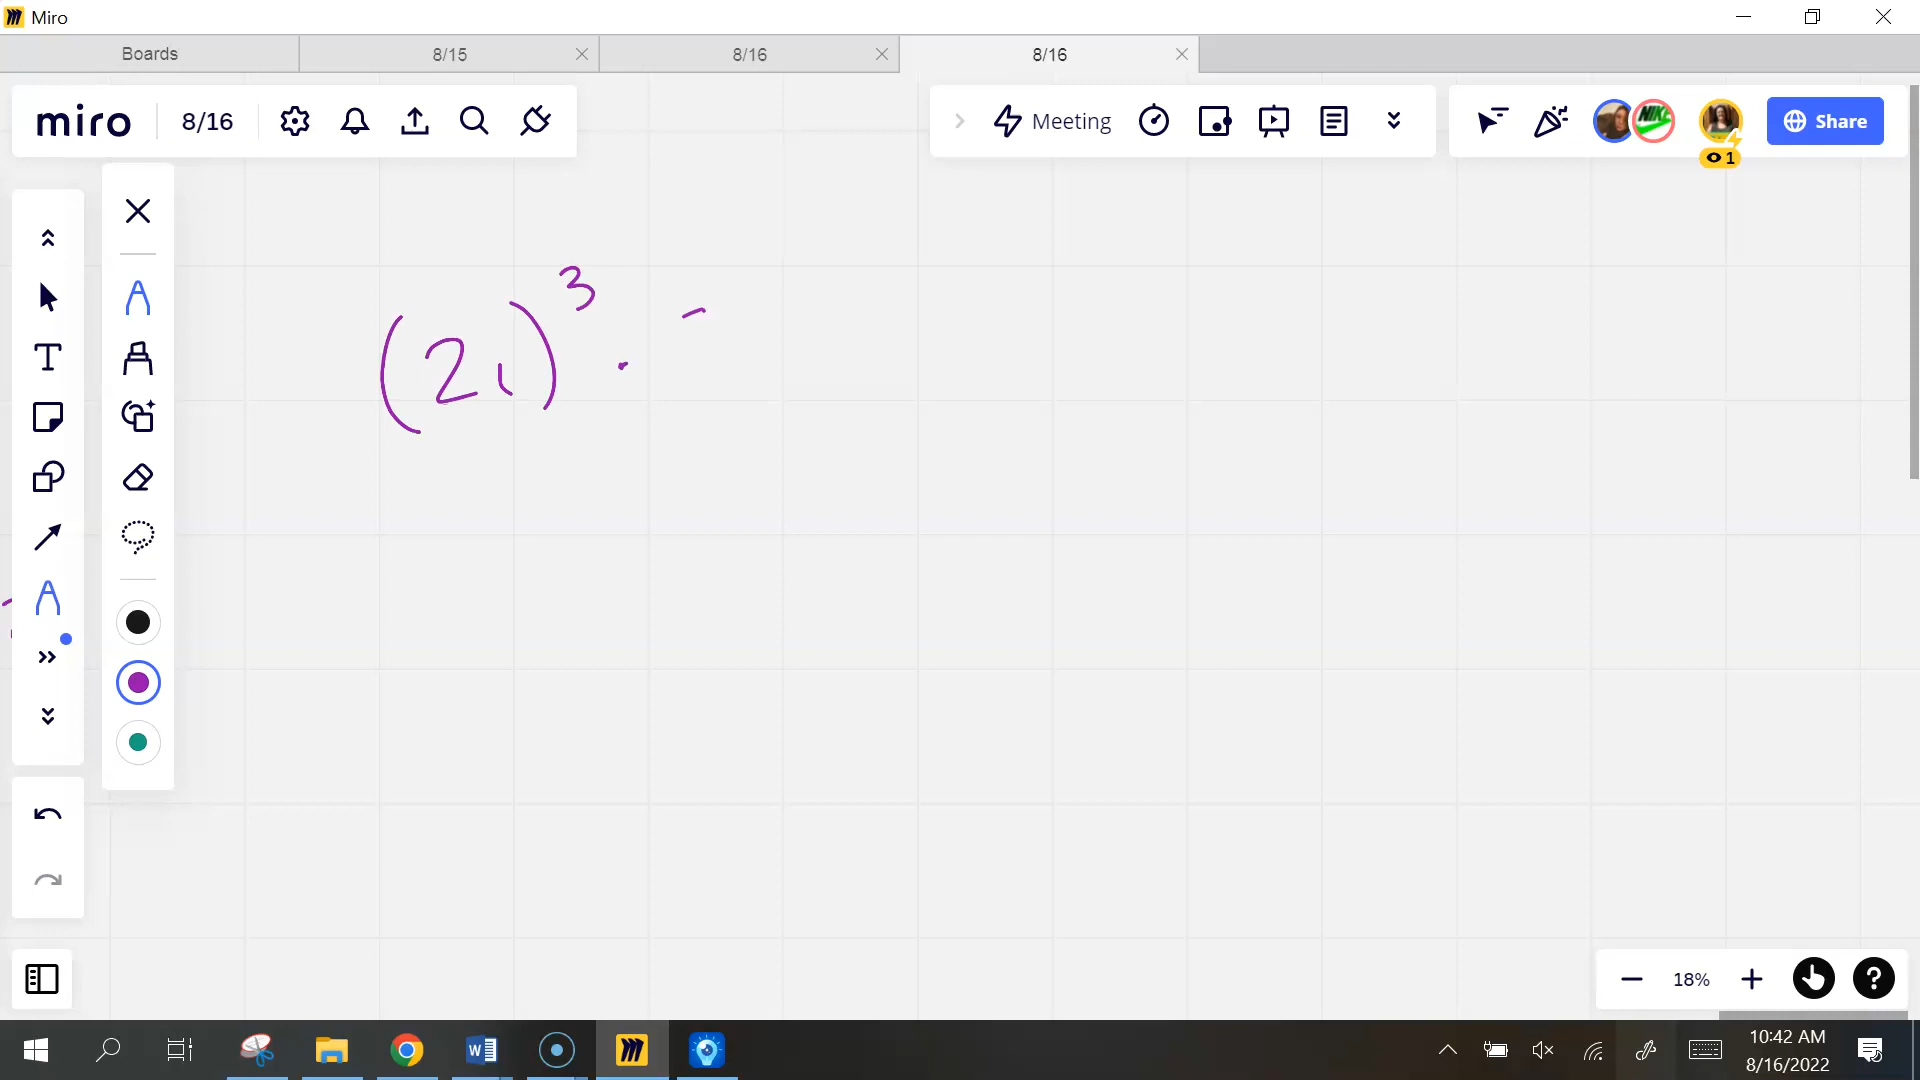 Miro
Boards 8/15 8/16 8/16
miro 8/16 Meeting Share
1
(2i)³ ·
18%
10:42 AM
8/16/2022